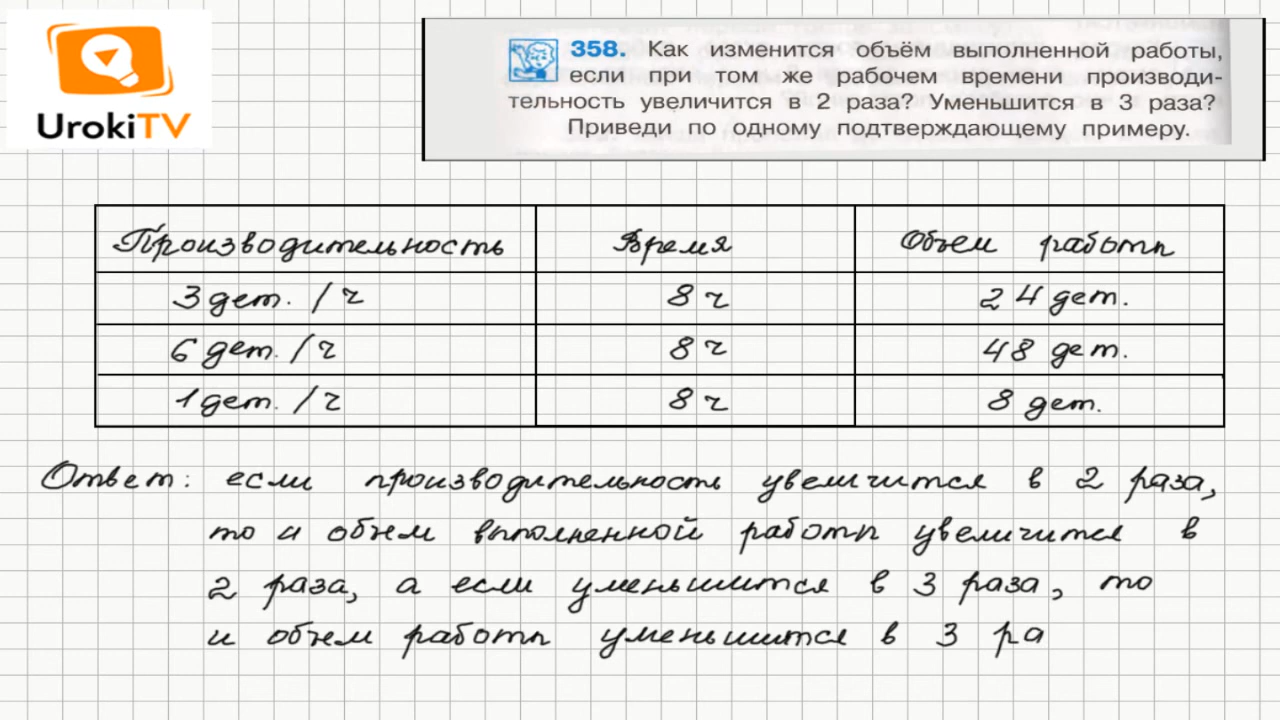 UrokiTV
358. Как изменится объём выполненной работы,
если при том же рабочем времени производи-
тельность увеличится в 2 раза? Уменьшится в 3 раза?
Приведи по одному подтверждающему примеру.
Производительность Время Объем работы
3 дет. / ч 8 ч 24 дет.
6 дет. / ч 8 ч 48 дет.
1 дет. / ч 8 ч 8 дет.
Ответ: если производительность увеличится в 2 раза,
то и объем выполненной работы увеличится в
2 раза, а если уменьшится в 3 раза, то
и объем работы уменьшится в 3 ра